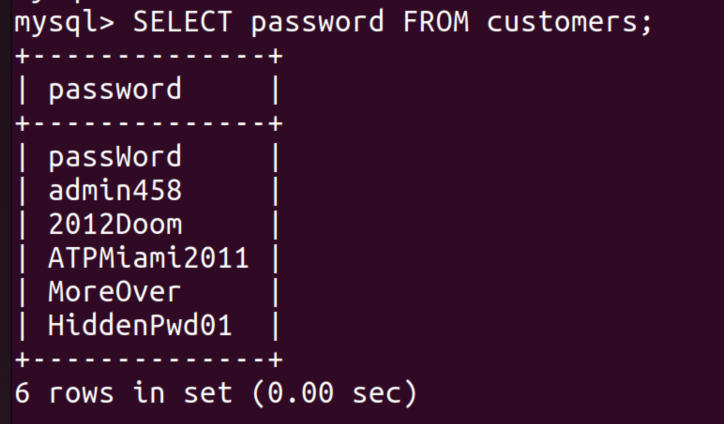 mysql> SELECT password FROM customers;
+--------------+
| password     |
+--------------+
| passWord     |
| admin458     |
| 2012Doom     |
| ATPMiami2011 |
| MoreOver     |
| HiddenPwd01  |
+--------------+
6 rows in set (0.00 sec)